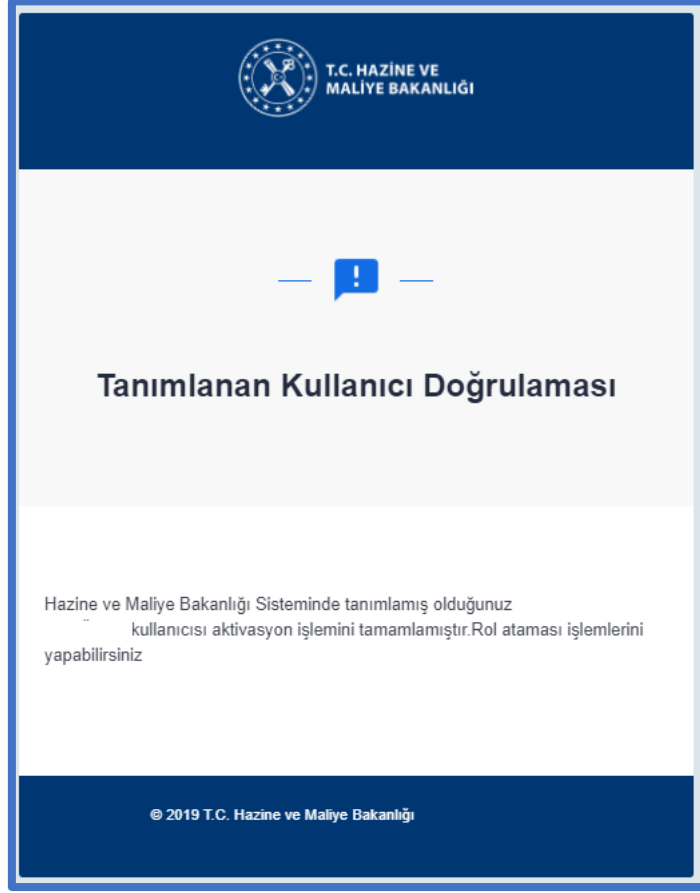 T.C. HAZİNE VE
MALİYE BAKANLIĞI
Tanımlanan Kullanıcı Doğrulaması
Hazine ve Maliye Bakanlığı Sisteminde tanımlamış olduğunuz
kullanıcısı aktivasyon işlemini tamamlamıştır.Rol ataması işlemlerini
yapabilirsiniz
© 2019 T.C. Hazine ve Maliye Bakanlığı